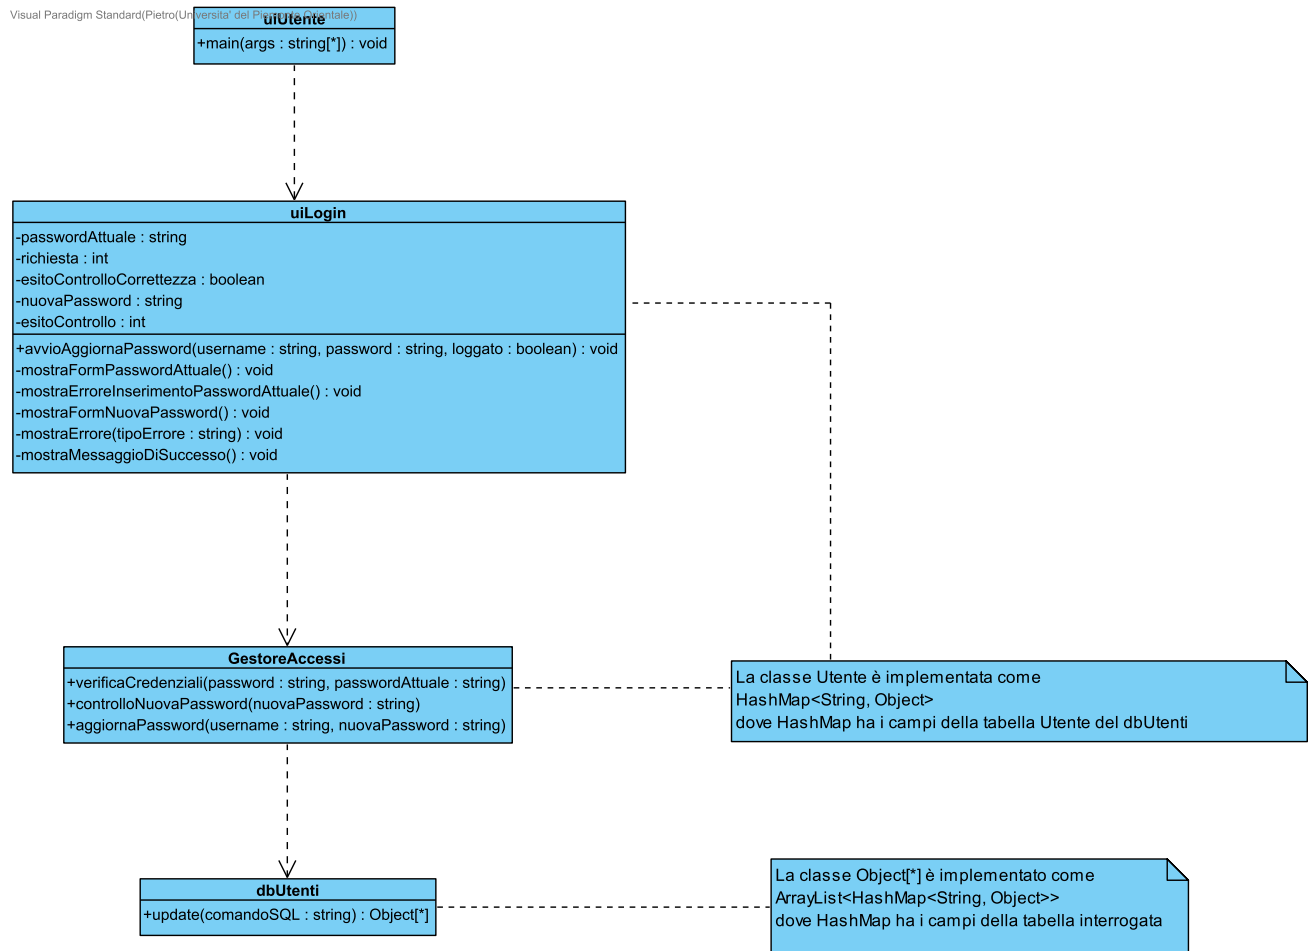 Visual Paradigm Standard(Pietro(Universita' del Piemonte Orientale))
uiUtente
+main(args : string[*]) : void
uiLogin
-passwordAttuale : string
-richiesta : int
-esitoControlloCorrettezza : boolean
-nuovaPassword : string
-esitoControllo : int
+avvioAggiornaPassword(username : string, password : string, loggato : boolean) : void
-mostraFormPasswordAttuale() : void
-mostraErroreInserimentoPasswordAttuale() : void
-mostraFormNuovaPassword() : void
-mostraErrore(tipoErrore : string) : void
-mostraMessaggioDiSuccesso() : void
GestoreAccessi
+verificaCredenziali(password : string, passwordAttuale : string)
+controlloNuovaPassword(nuovaPassword : string)
+aggiornaPassword(username : string, nuovaPassword : string)
La classe Utente è implementata come
HashMap<String, Object>
dove HashMap ha i campi della tabella Utente del dbUtenti
dbUtenti
+update(comandoSQL : string) : Object[*]
La classe Object[*] è implementato come
ArrayList<HashMap<String, Object>>
dove HashMap ha i campi della tabella interrogata